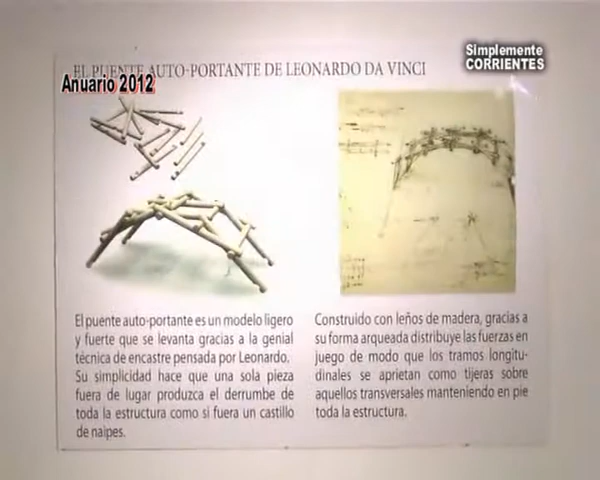 EL PUENTE AUTO-PORTANTE DE LEONARDO DA VINCI
Anuario 2012
Simplemente
CORRIENTES
El puente auto-portante es un modelo ligero
y fuerte que se levanta gracias a la genial
técnica de encastre pensada por Leonardo.
Su simplicidad hace que una sola pieza
fuera de lugar produzca el derrumbe de
toda la estructura como si fuera un castillo
de naipes.
Construido con leños de madera, gracias a
su forma arqueada distribuye las fuerzas en
juego de modo que los tramos longitu-
dinales se aprietan como tijeras sobre
aquellos transversales manteniendo en pie
toda la estructura.